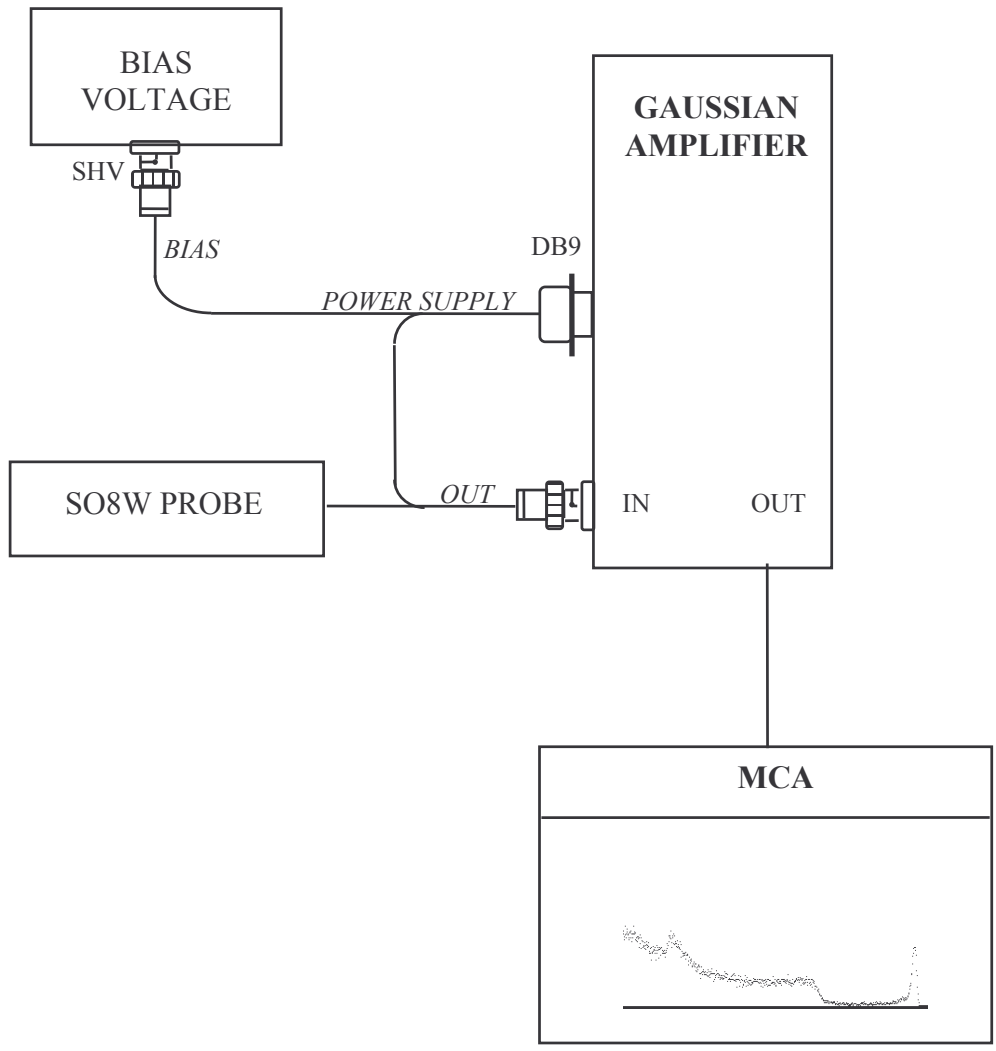 BIAS
VOLTAGE
SHV
BIAS
POWER SUPPLY
DB9
GAUSSIAN
AMPLIFIER
SO8W PROBE
OUT
IN
OUT
MCA